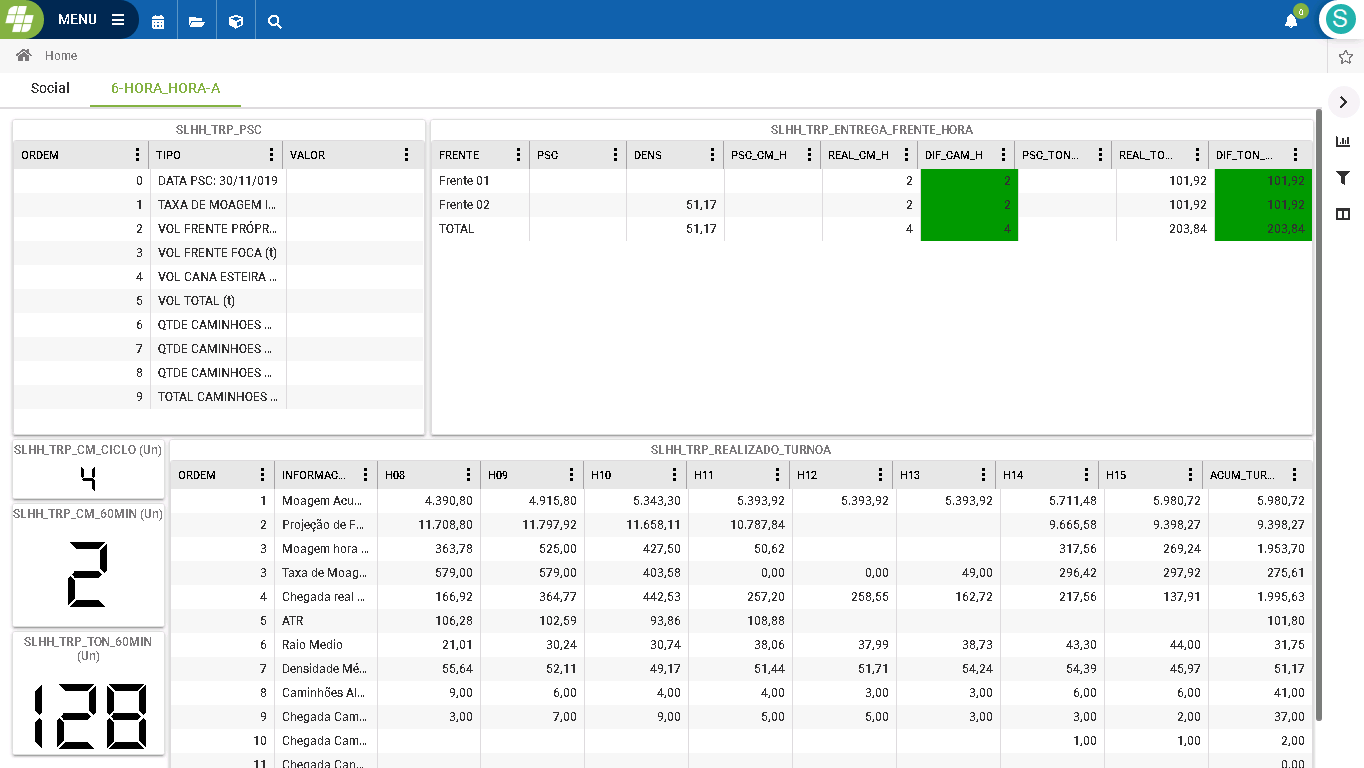 MENU
0
S
Home
Social
6-HORA_HORA-A
SLHH_TRP_PSC
ORDEM TIPO VALOR
0 DATA PSC: 30/11/019
1 TAXA DE MOAGEM I...
2 VOL FRENTE PRÓPR...
3 VOL FRENTE FOCA (t)
4 VOL CANA ESTEIRA ...
5 VOL TOTAL (t)
6 QTDE CAMINHOES ...
7 QTDE CAMINHOES ...
8 QTDE CAMINHOES ...
9 TOTAL CAMINHOES ...
SLHH_TRP_ENTREGA_FRENTE_HORA
FRENTE PSC DENS PSC_CM_H REAL_CM_H DIF_CAM_H PSC_TON... REAL_TO... DIF_TON_...
Frente 01 2 2 101,92 101,92
Frente 02 51,17 2 2 101,92 101,92
TOTAL 51,17 4 4 203,84 203,84
SLHH_TRP_CM_CICLO (Un)
4
SLHH_TRP_CM_60MIN (Un)
2
SLHH_TRP_TON_60MIN
(Un)
128
SLHH_TRP_REALIZADO_TURNOA
ORDEM INFORMAC... H08 H09 H10 H11 H12 H13 H14 H15 ACUM_TUR...
1 Moagem Acu... 4.390,80 4.915,80 5.343,30 5.393,92 5.393,92 5.393,92 5.711,48 5.980,72 5.980,72
2 Projeção de F... 11.708,80 11.797,92 11.658,11 10.787,84 9.665,58 9.398,27 9.398,27
3 Moagem hora ... 363,78 525,00 427,50 50,62 317,56 269,24 1.953,70
3 Taxa de Moag... 579,00 579,00 403,58 0,00 0,00 49,00 296,42 297,92 275,61
4 Chegada real ... 166,92 364,77 442,53 257,20 258,55 162,72 217,56 137,91 1.995,63
5 ATR 106,28 102,59 93,86 108,88 101,80
6 Raio Medio 21,01 30,24 30,74 38,06 37,99 38,73 43,30 44,00 31,75
7 Densidade Mé... 55,64 52,11 49,17 51,44 51,71 54,24 54,39 45,97 51,17
8 Caminhões Al... 9,00 6,00 4,00 4,00 3,00 3,00 6,00 6,00 41,00
9 Chegada Cam... 3,00 7,00 9,00 5,00 5,00 3,00 3,00 2,00 37,00
10 Chegada Cam... 1,00 1,00 2,00
11 Chegada Can... 0,00